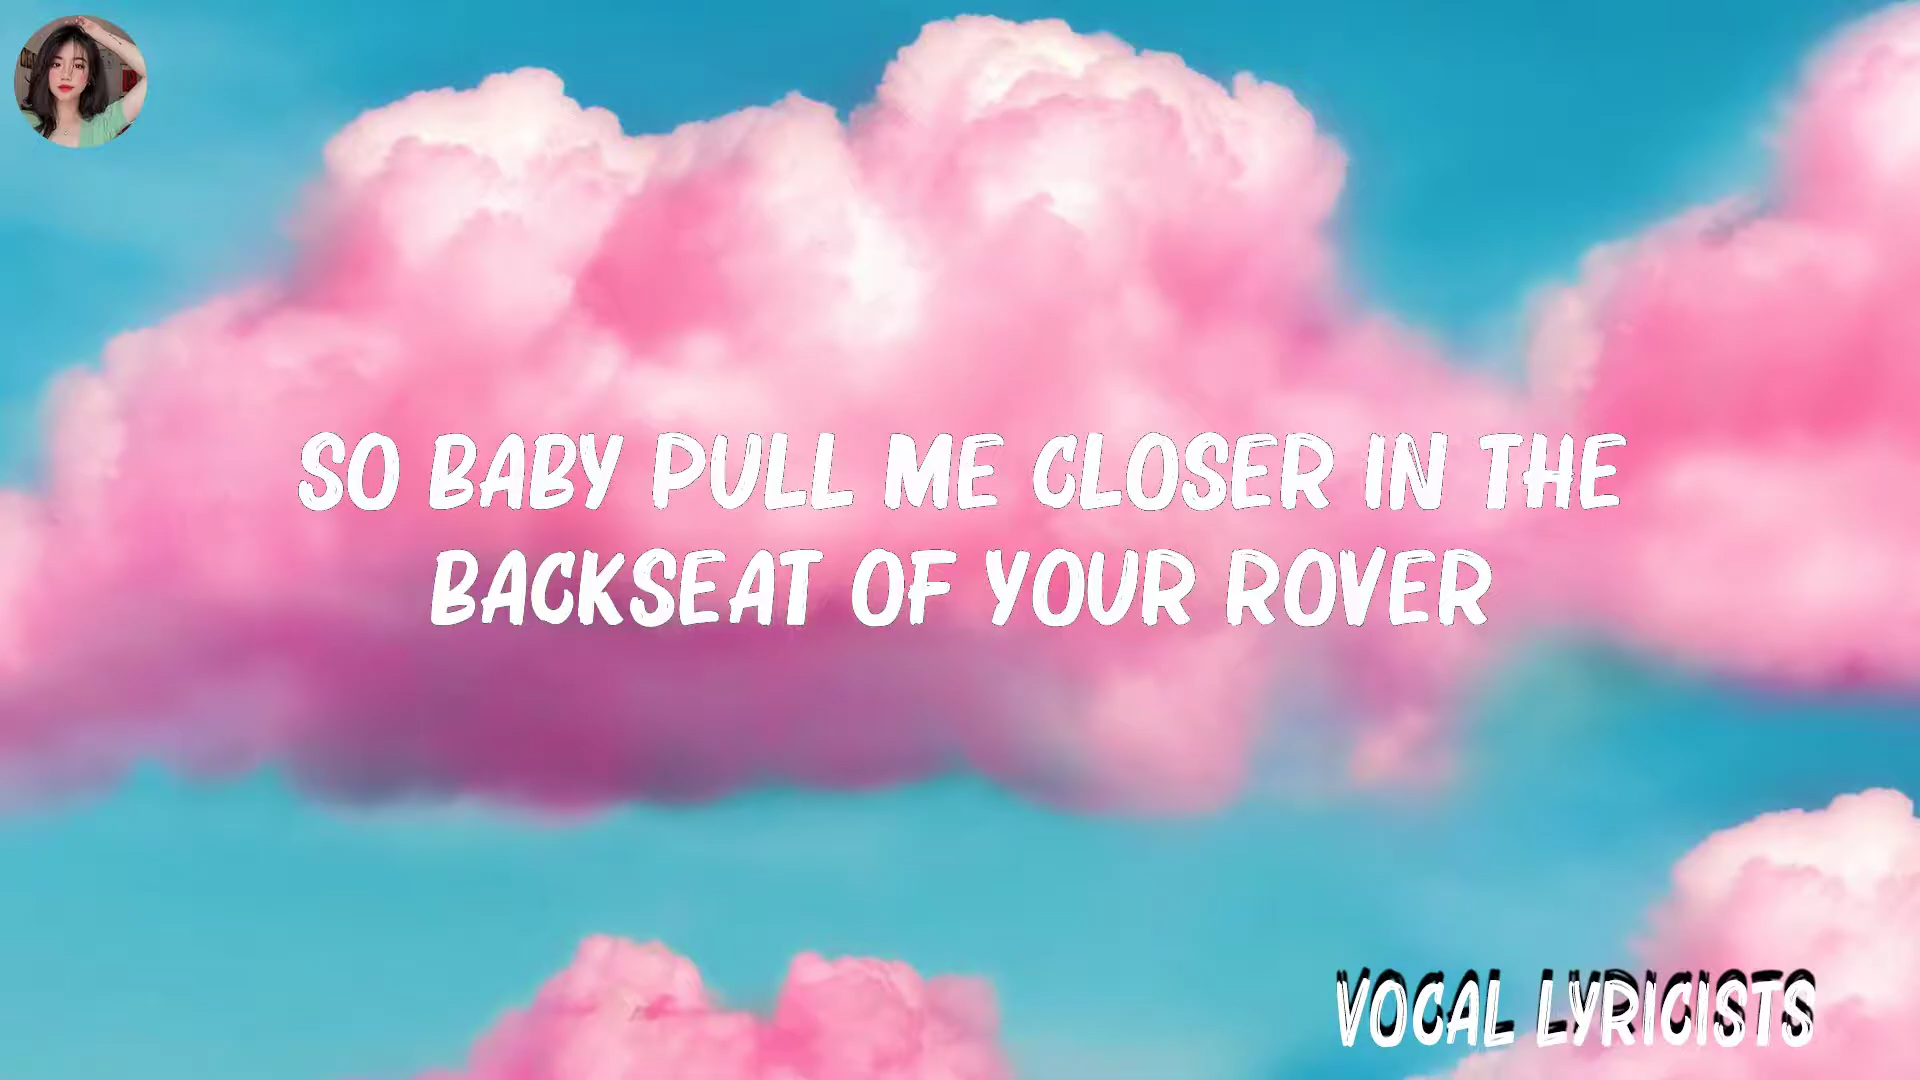 SO BABY PULL ME CLOSER IN THE
BACKSEAT OF YOUR ROVER
VOCAL LYRICISTS